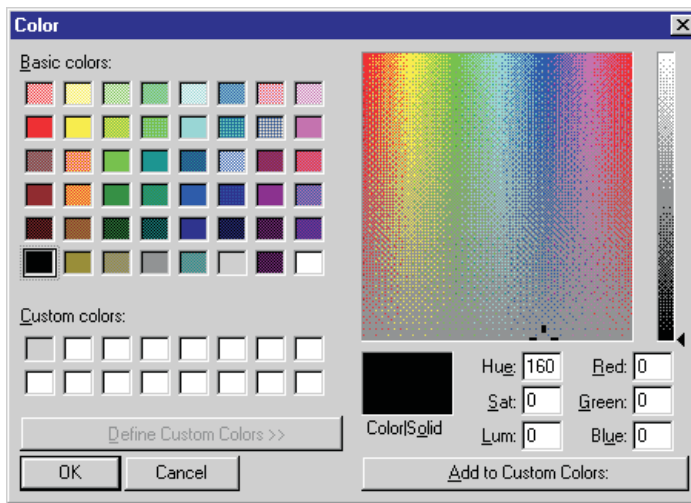 Color
Basic colors:
Custom colors:
Define Custom Colors >>
OK Cancel
Color|Solid
Hue: 160 Red: 0
Sat: 0 Green: 0
Lum: 0 Blue: 0
Add to Custom Colors: